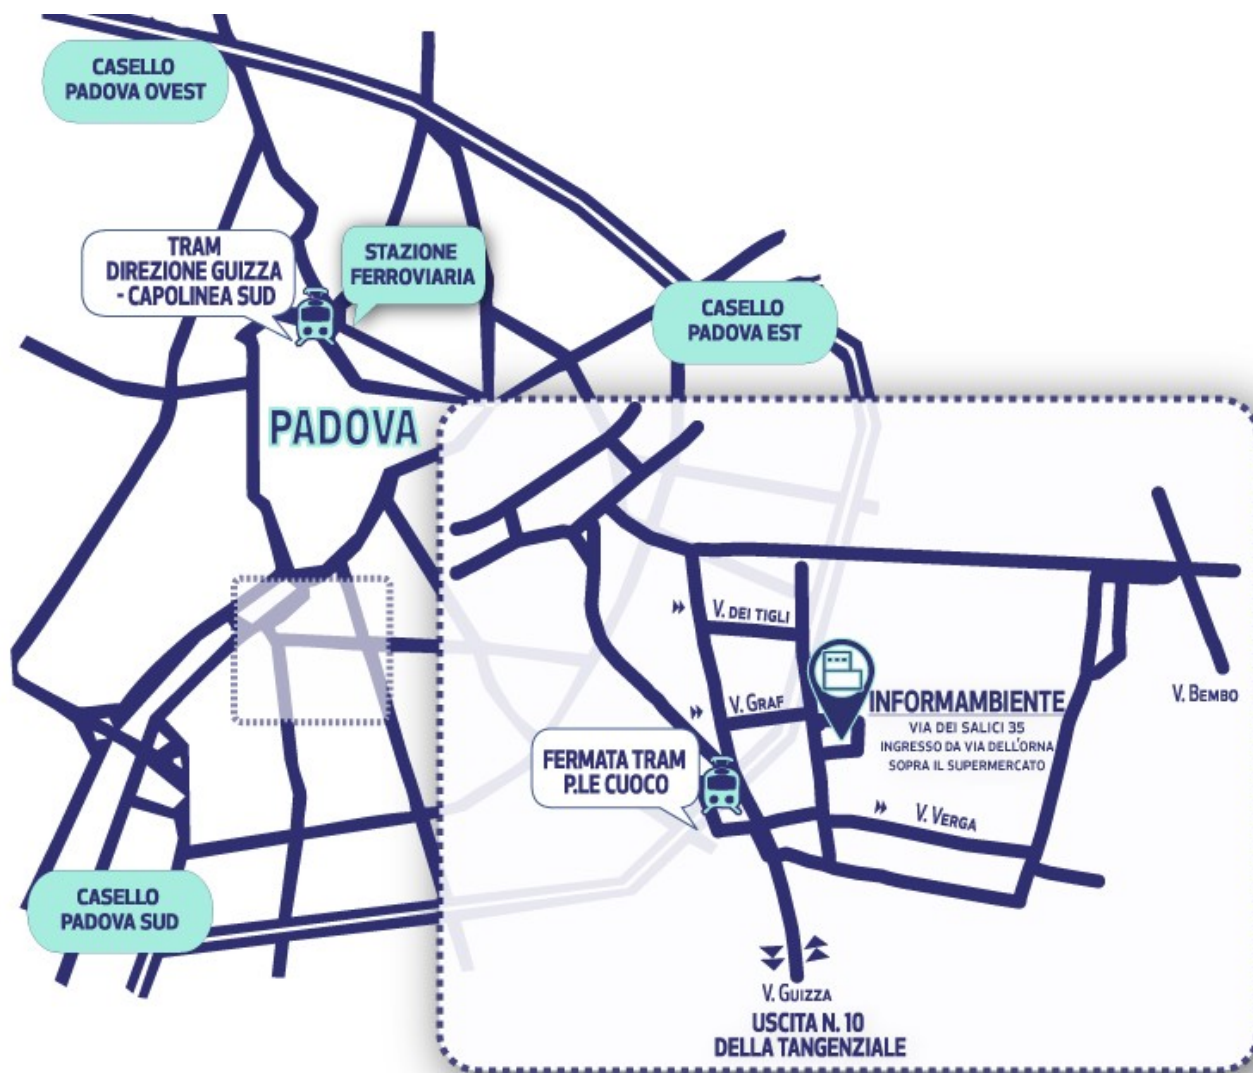 CASELLO
PADOVA OVEST
TRAM
DIREZIONE GUIZZA
- CAPOLINEA SUD
STAZIONE
FERROVIARIA
CASELLO
PADOVA EST
PADOVA
V. DEI TIGLI
V. GRAF
INFORMAMBIENTE
VIA DEI SALICI 35
INGRESSO DA VIA DELL'ORNA
SOPRA IL SUPERMERCATO
V. BEMBO
FERMATA TRAM
P.LE CUOCO
V. VERGA
CASELLO
PADOVA SUD
V. GUIZZA
USCITA N. 10
DELLA TANGENZIALE